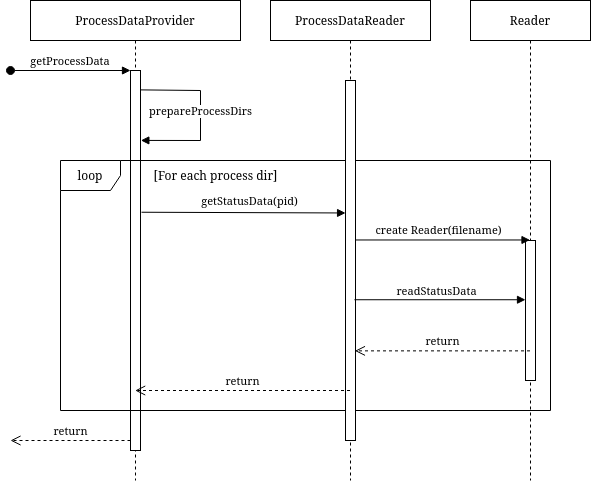 ProcessDataProvider
ProcessDataReader
Reader
getProcessData
prepareProcessDirs
loop
[For each process dir]
getStatusData(pid)
create Reader(filename)
readStatusData
return
return
return